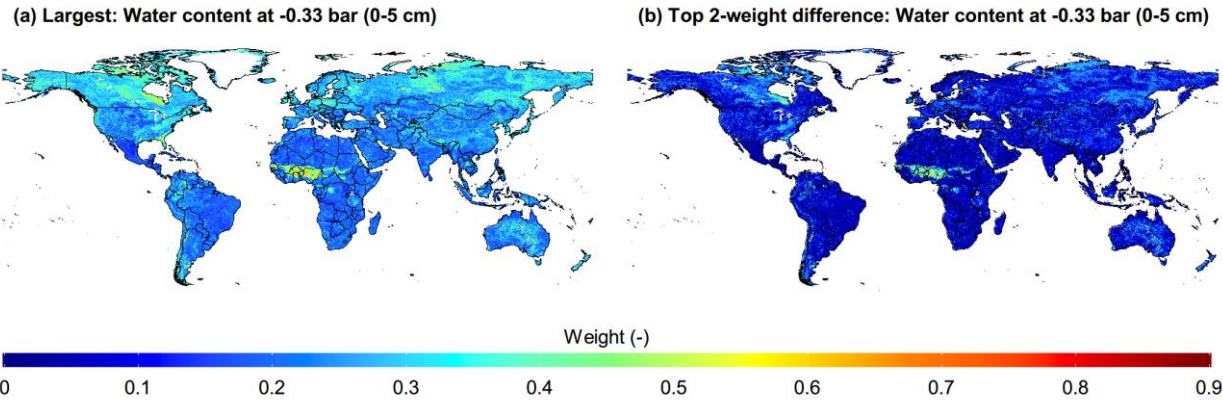 (a) Largest: Water content at -0.33 bar (0-5 cm)
(b) Top 2-weight difference: Water content at -0.33 bar (0-5 cm)
Weight (-)
0 0.1 0.2 0.3 0.4 0.5 0.6 0.7 0.8 0.9